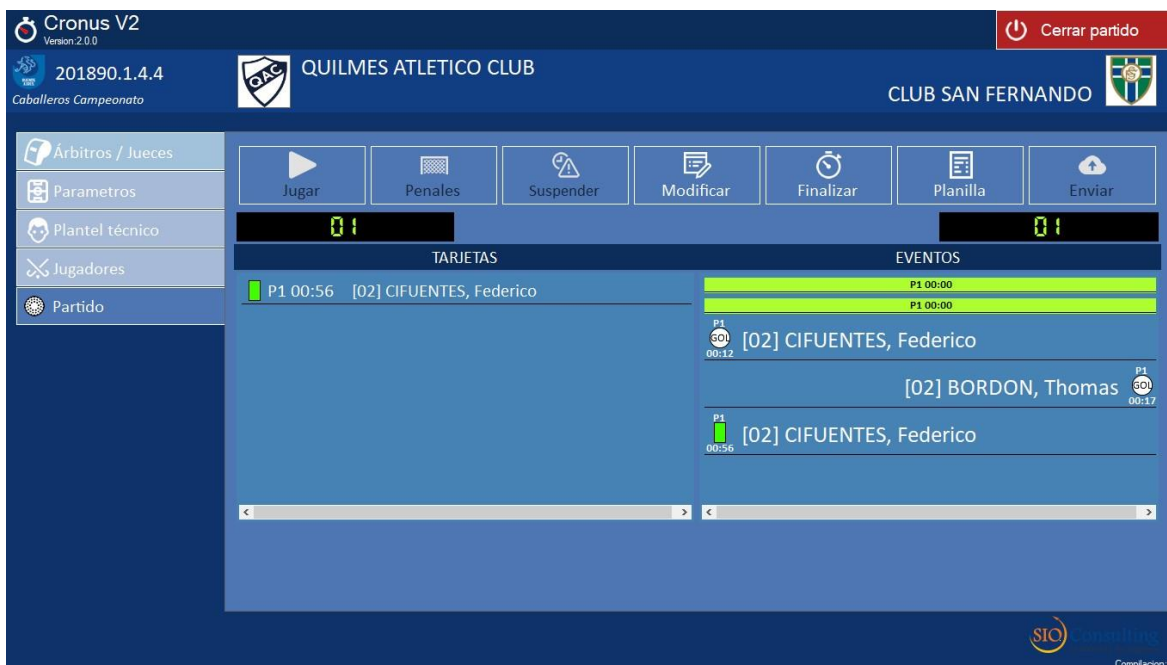 Cronus V2
Version:2.0.0
Cerrar partido
201890.1.4.4
Caballeros Campeonato
QAC
QUILMES ATLETICO CLUB
CLUB SAN FERNANDO
Árbitros / Jueces
Parametros
Plantel técnico
Jugadores
Partido
Jugar
Penales
Suspender
Modificar
Finalizar
Planilla
Enviar
01
01
TARJETAS
EVENTOS
P1 00:56 [02] CIFUENTES, Federico
P1 00:00
P1 00:00
P1
GOL
00:12
[02] CIFUENTES, Federico
[02] BORDON, Thomas
P1
GOL
00:17
P1
00:56
[02] CIFUENTES, Federico
SIO Consulting
Compilacion: